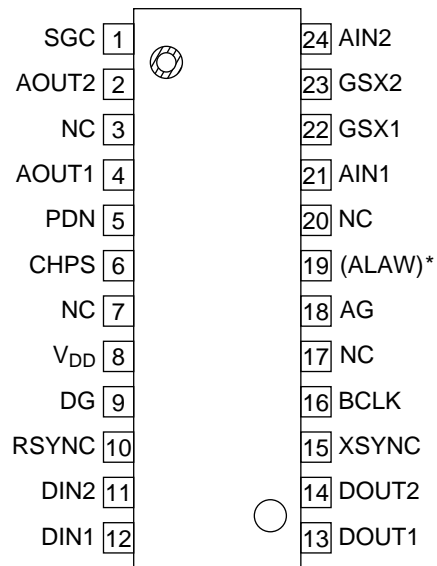 SGC 1 24 AIN2
AOUT2 2 23 GSX2
NC 3 22 GSX1
AOUT1 4 21 AIN1
PDN 5 20 NC
CHPS 6 19 (ALAW)*
NC 7 18 AG
VDD 8 17 NC
DG 9 16 BCLK
RSYNC 10 15 XSYNC
DIN2 11 14 DOUT2
DIN1 12 13 DOUT1